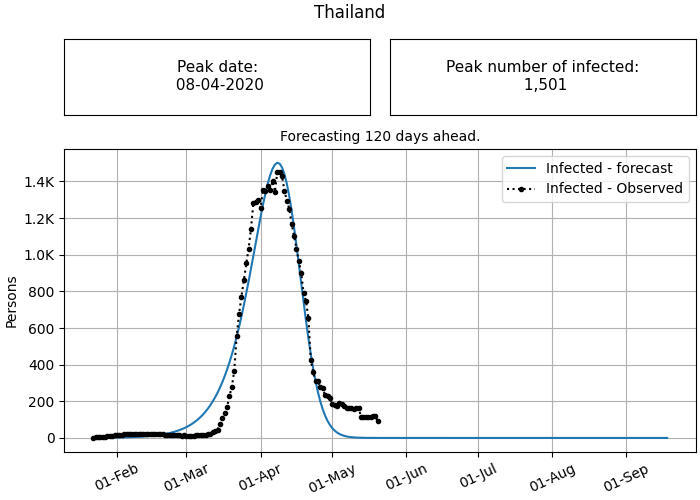 Thailand
Peak date:
08-04-2020
Peak number of infected:
1,501
Forecasting 120 days ahead.
Infected - forecast
Infected - Observed
Persons
1.4K
1.2K
1.0K
800
600
400
200
0
01-Feb
01-Mar
01-Apr
01-May
01-Jun
01-Jul
01-Aug
01-Sep